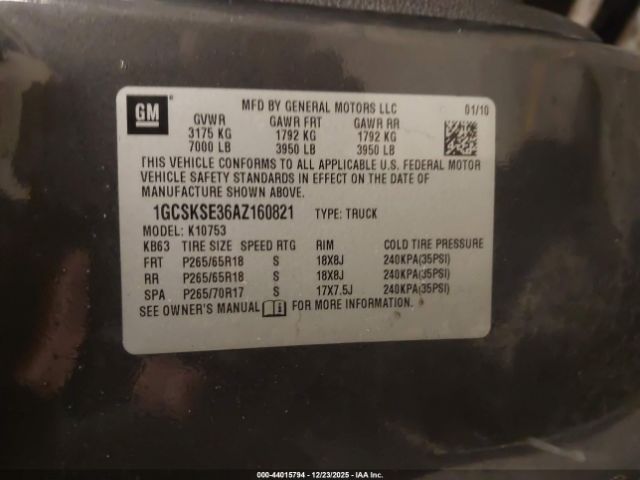 GM ®
MFD BY GENERAL MOTORS LLC 01/10
GVWR GAWR FRT GAWR RR
3175 KG 1792 KG 1792 KG
7000 LB 3950 LB 3950 LB
THIS VEHICLE CONFORMS TO ALL APPLICABLE U.S. FEDERAL MOTOR
VEHICLE SAFETY STANDARDS IN EFFECT ON THE DATE OF
MANUFACTURE SHOWN ABOVE.
1GCSKSE36AZ160821 TYPE: TRUCK
MODEL: K10753
KB63 TIRE SIZE SPEED RTG RIM COLD TIRE PRESSURE
FRT P265/65R18 S 18X8J 240KPA(35PSI)
RR P265/65R18 S 18X8J 240KPA(35PSI)
SPA P265/70R17 S 17X7.5J 240KPA(35PSI)
SEE OWNER'S MANUAL FOR MORE INFORMATION.
000-44015794 - 12/23/2025 - IAA Inc.